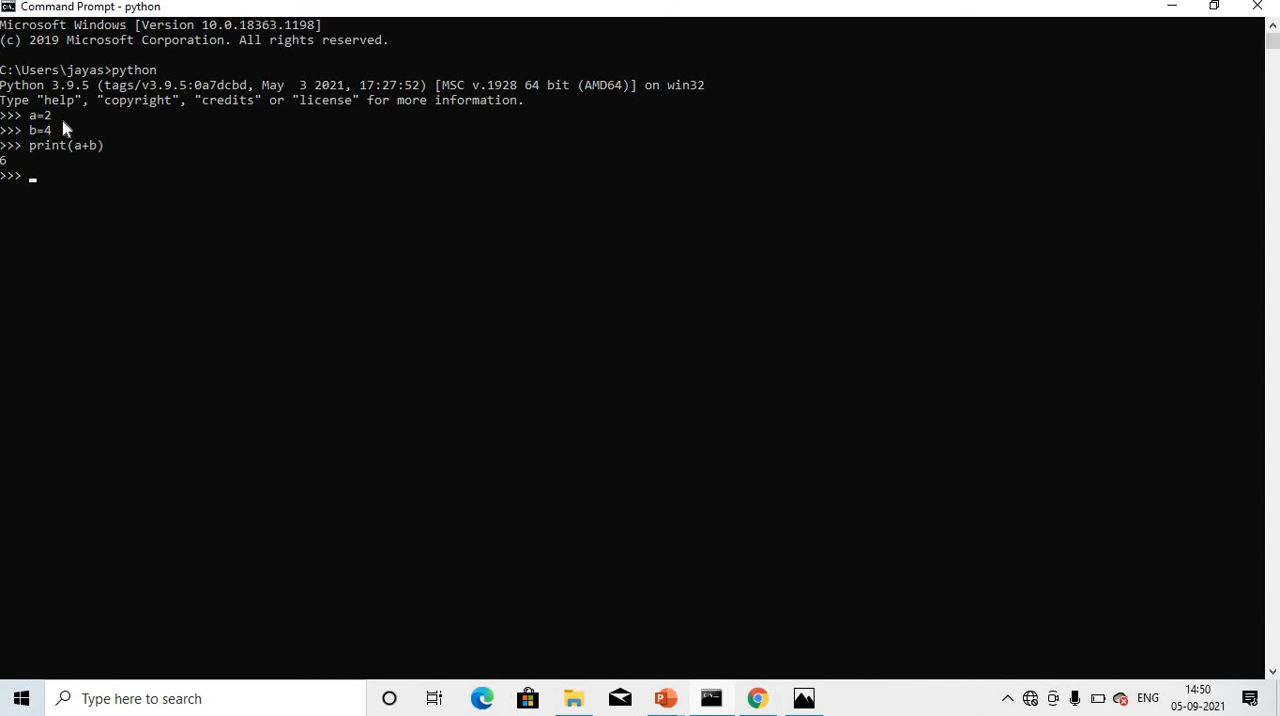 Command Prompt - python
Microsoft Windows [Version 10.0.18363.1198]
(c) 2019 Microsoft Corporation. All rights reserved.
C:\Users\jayas>python
Python 3.9.5 (tags/v3.9.5:0a7dcbd, May  3 2021, 17:27:52) [MSC v.1928 64 bit (AMD64)] on win32
Type "help", "copyright", "credits" or "license" for more information.
>>> a=2
>>> b=4
>>> print(a+b)
6
>>> _
Type here to search
ENG
14:50
05-09-2021